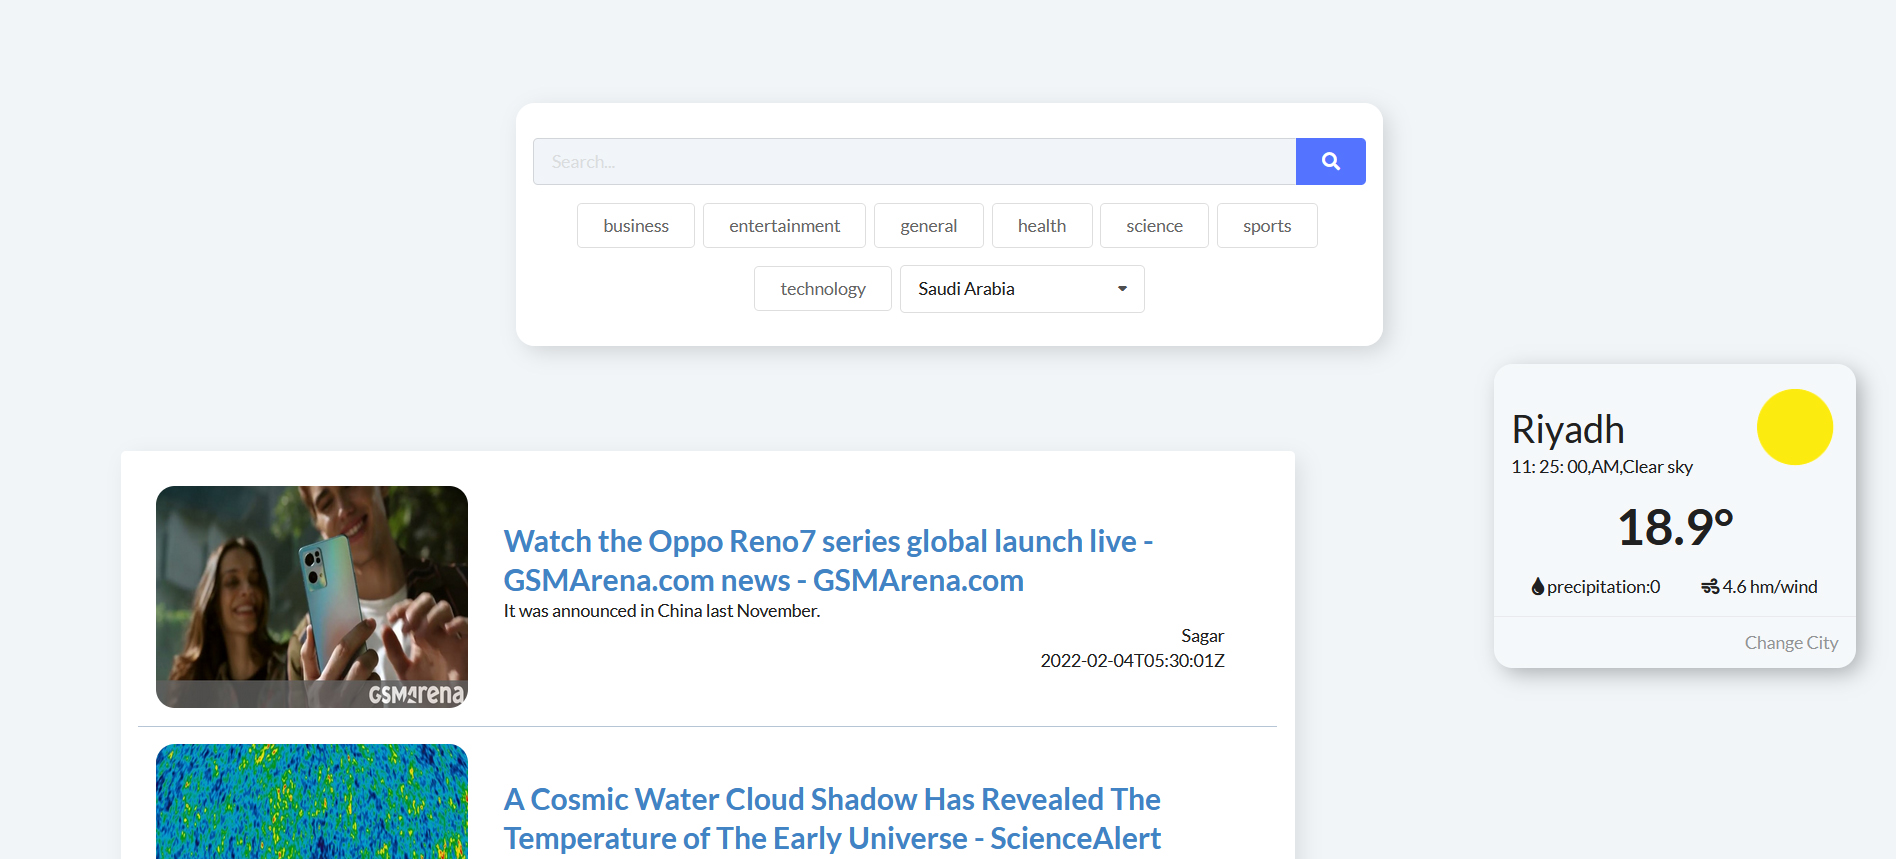 Search...
business
entertainment
general
health
science
sports
technology
Saudi Arabia
Riyadh
11: 25: 00,AM,Clear sky
18.9°
precipitation:0
4.6 hm/wind
Change City
Watch the Oppo Reno7 series global launch live -
GSMArena.com news - GSMArena.com
It was announced in China last November.
Sagar
2022-02-04T05:30:01Z
GSMArena
A Cosmic Water Cloud Shadow Has Revealed The
Temperature of The Early Universe - ScienceAlert